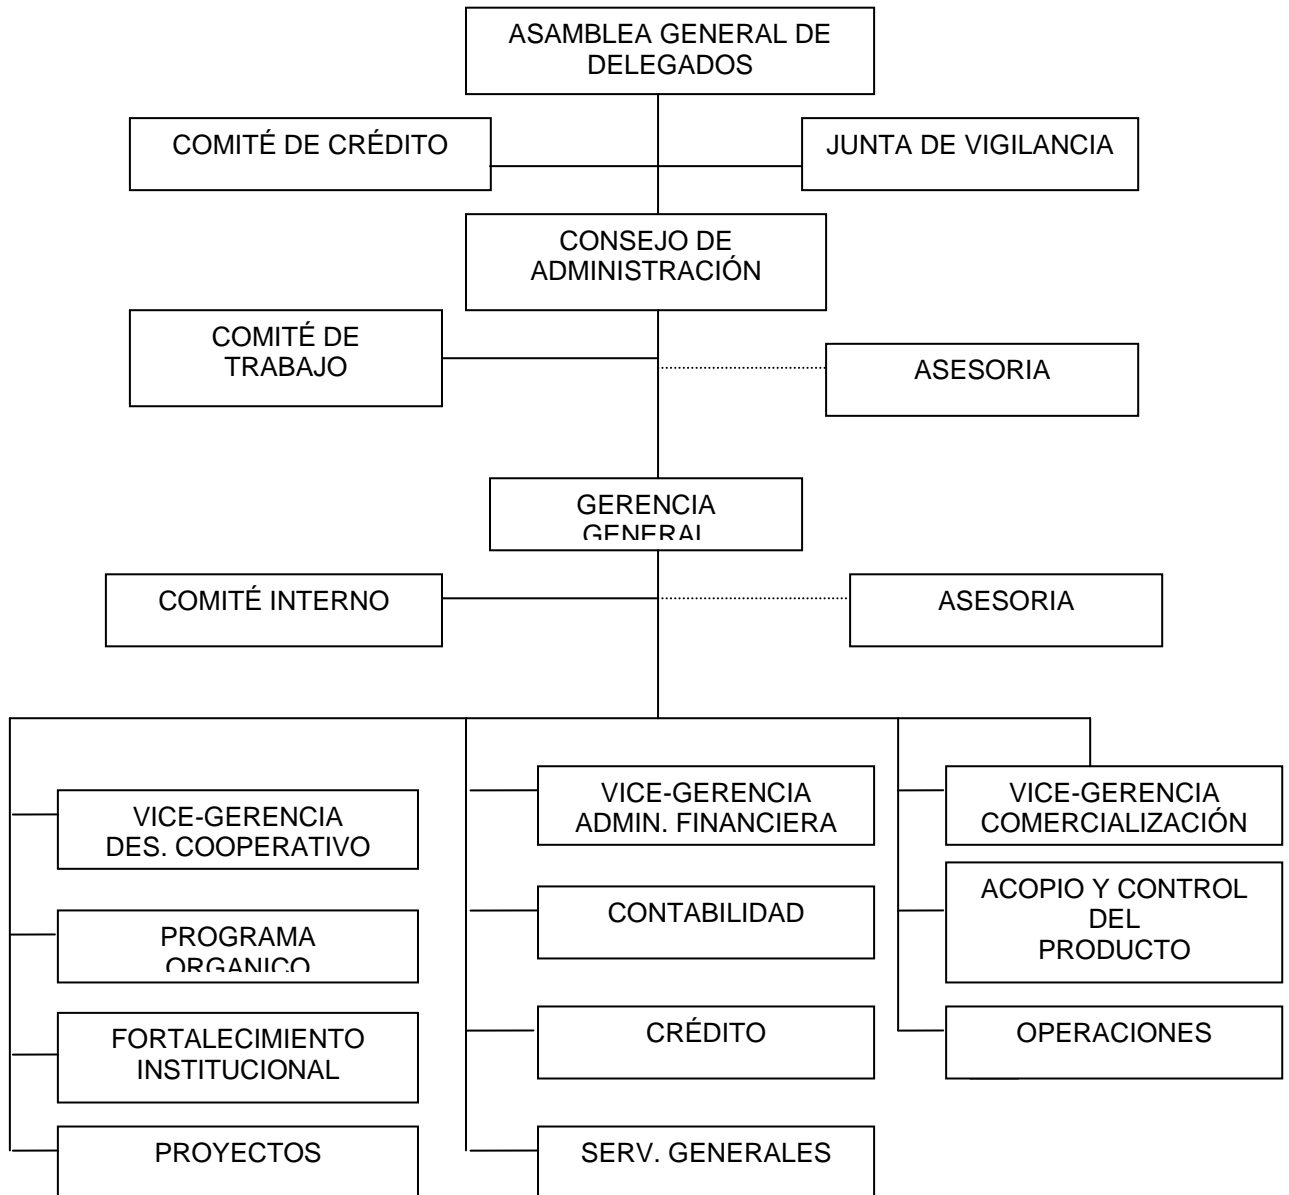 ASAMBLEA GENERAL DE
DELEGADOS
COMITÉ DE CRÉDITO
JUNTA DE VIGILANCIA
CONSEJO DE
ADMINISTRACIÓN
COMITÉ DE
TRABAJO
ASESORIA
GERENCIA
GENERAL
COMITÉ INTERNO
ASESORIA
VICE-GERENCIA
DES. COOPERATIVO
VICE-GERENCIA
ADMIN. FINANCIERA
VICE-GERENCIA
COMERCIALIZACIÓN
PROGRAMA
ORGANICO
CONTABILIDAD
ACOPIO Y CONTROL
DEL
PRODUCTO
FORTALECIMIENTO
INSTITUCIONAL
CRÉDITO
OPERACIONES
PROYECTOS
SERV. GENERALES